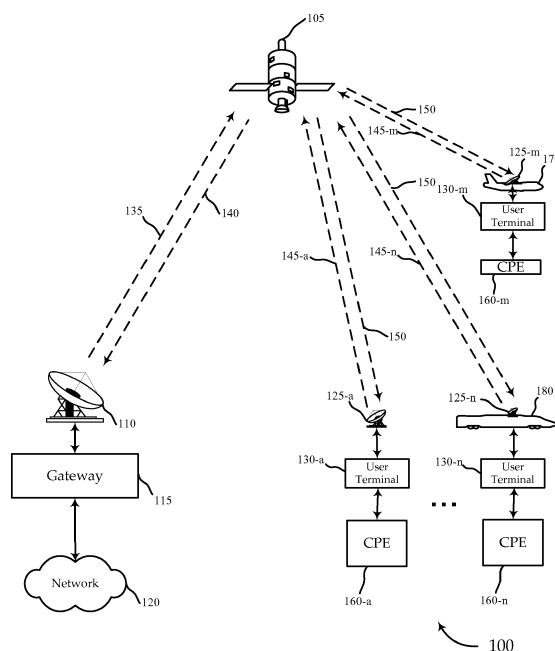 105
150
145-m
125-m
17
130-m
User
Terminal
CPE
160-m
135
140
150
145-a
145-n
150
110
125-a
125-n
180
Gateway
115
130-a
User
Terminal
130-n
User
Terminal
...
CPE
CPE
Network
120
160-a
160-n
100